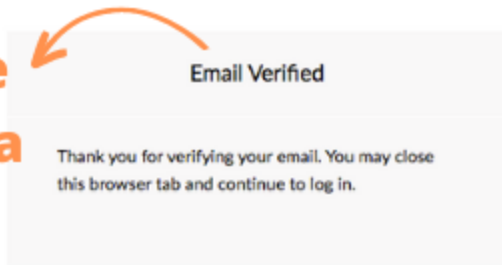 Email Verified
Thank you for verifying your email. You may close
this browser tab and continue to log in.